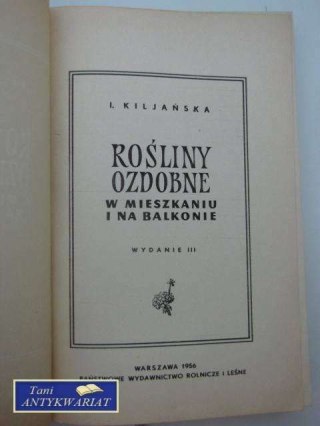 I. KILJAŃSKA
ROŚLINY
OZDOBNE
W MIESZKANIU
I NA BALKONIE
WYDANIE III
WARSZAWA 1956
PAŃSTWOWE WYDAWNICTWO ROLNICZE I LEŚNE
Tani
ANTYKWARIAT